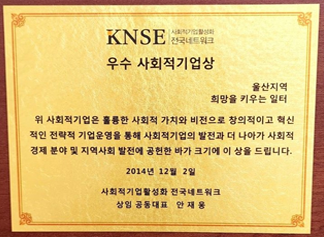 KNSE 사회적기업활성화
전국네트워크
우수 사회적기업상
울산지역
희망을 키우는 일터
위 사회적기업은 훌륭한 사회적 가치와 비전으로 창의적이고 혁신
적인 전략적 기업운영을 통해 사회적기업의 발전과 더 나아가 사회적
경제 분야 및 지역사회 발전에 공헌한 바가 크기에 이 상을 드립니다.
2014년 12월 2일
사회적기업활성화 전국네트워크
상임 공동대표 안재웅